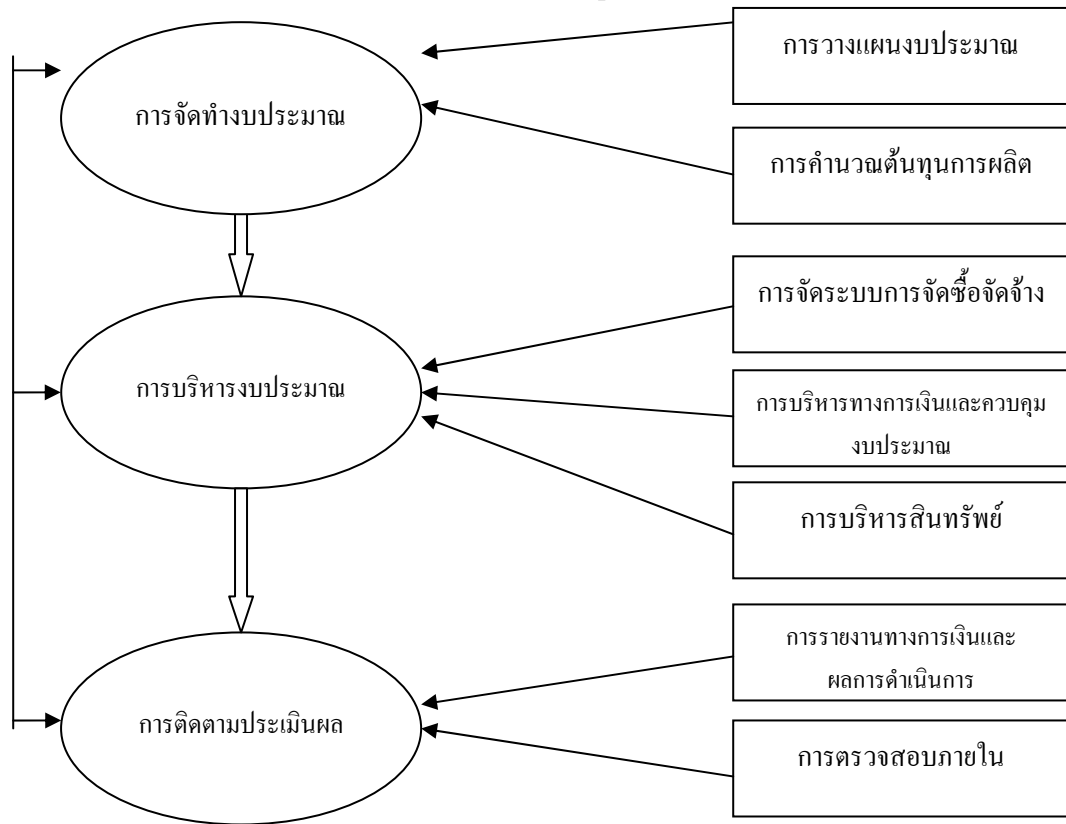 การวางแผนงบประมาณ
การจัดทำงบประมาณ
การคำนวณต้นทุนการผลิต
การจัดระบบการจัดซื้อจัดจ้าง
การบริหารงบประมาณ
การบริหารทางการเงินและควบคุม
งบประมาณ
การบริหารสินทรัพย์
การรายงานทางการเงินและ
ผลการดำเนินการ
การติดตามประเมินผล
การตรวจสอบภายใน